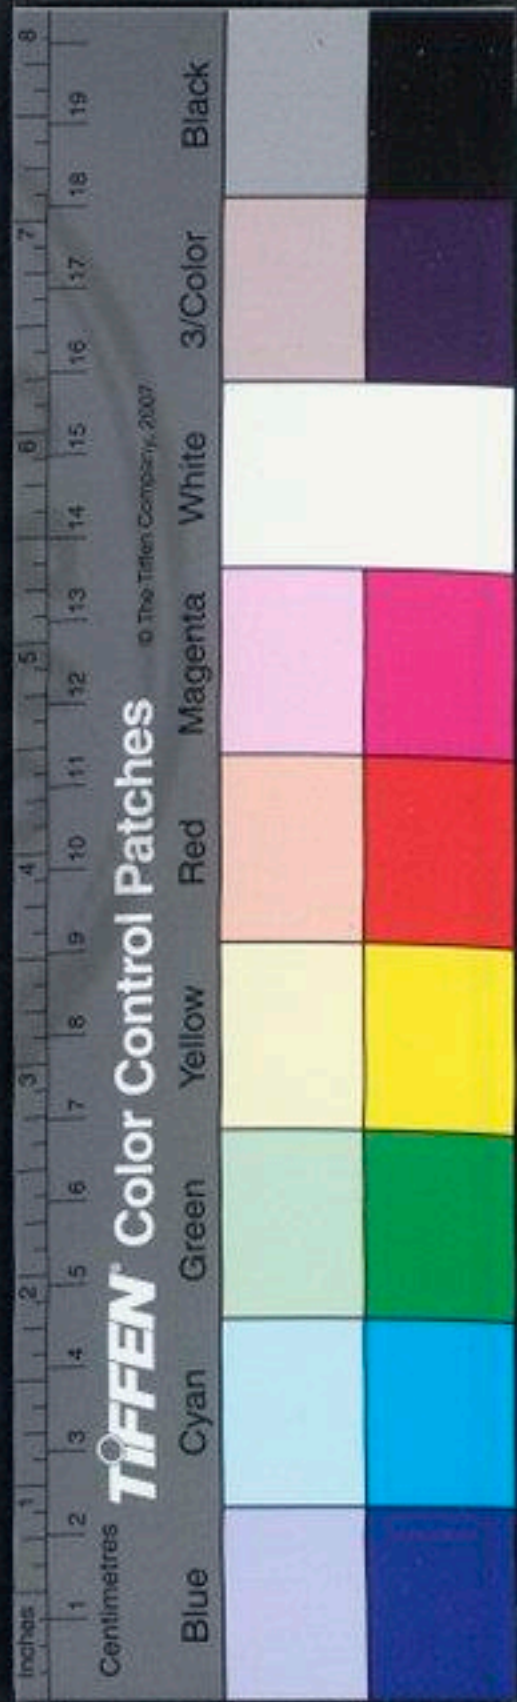 Inches 1 2 3 4 5 6 7 8
1 2 3 4 5 6 7 8 9 10 11 12 13 14 15 16 17 18 19
Centimetres
TIFFEN® Color Control Patches
© The Tiffen Company, 2007
Blue Cyan Green Yellow Red Magenta White 3/Color Black